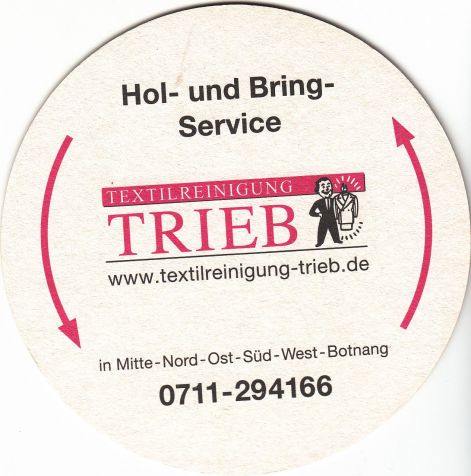 Hol- und Bring-
Service
TEXTILREINIGUNG
TRIEB
www.textilreinigung-trieb.de
in Mitte-Nord-Ost-Süd-West-Botnang
0711-294166